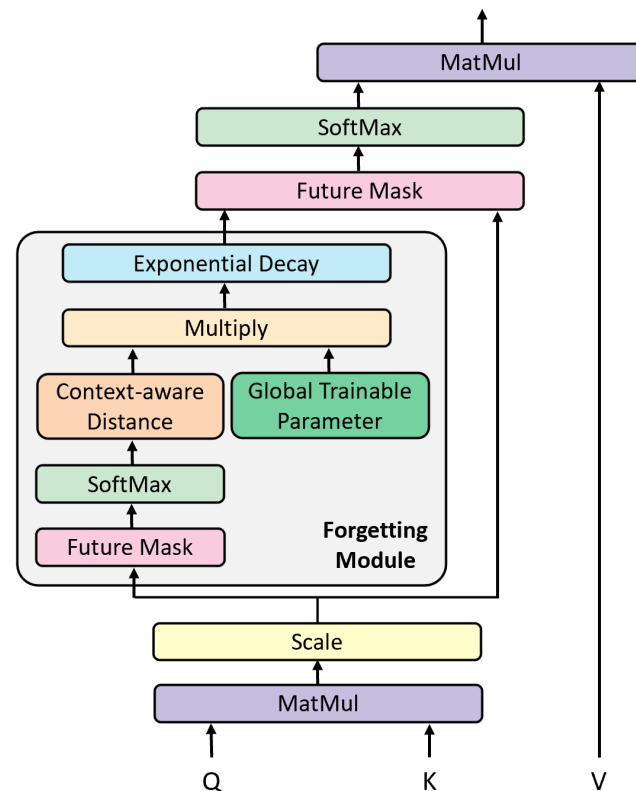 MatMul
SoftMax
Future Mask
Exponential Decay
Multiply
Context-aware
Distance
Global Trainable
Parameter
SoftMax
Future Mask
Forgetting
Module
Scale
MatMul
Q
K
V